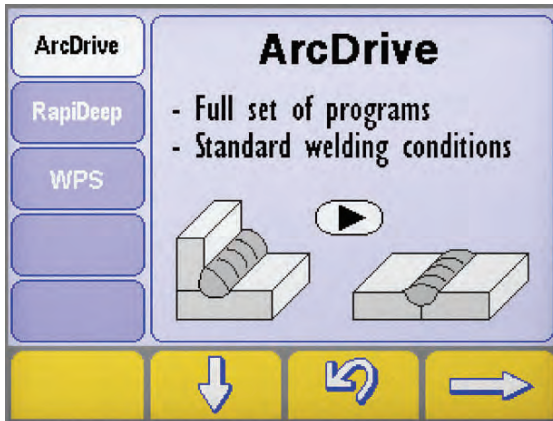 ArcDrive
RapiDeep
WPS
ArcDrive
- Full set of programs
- Standard welding conditions